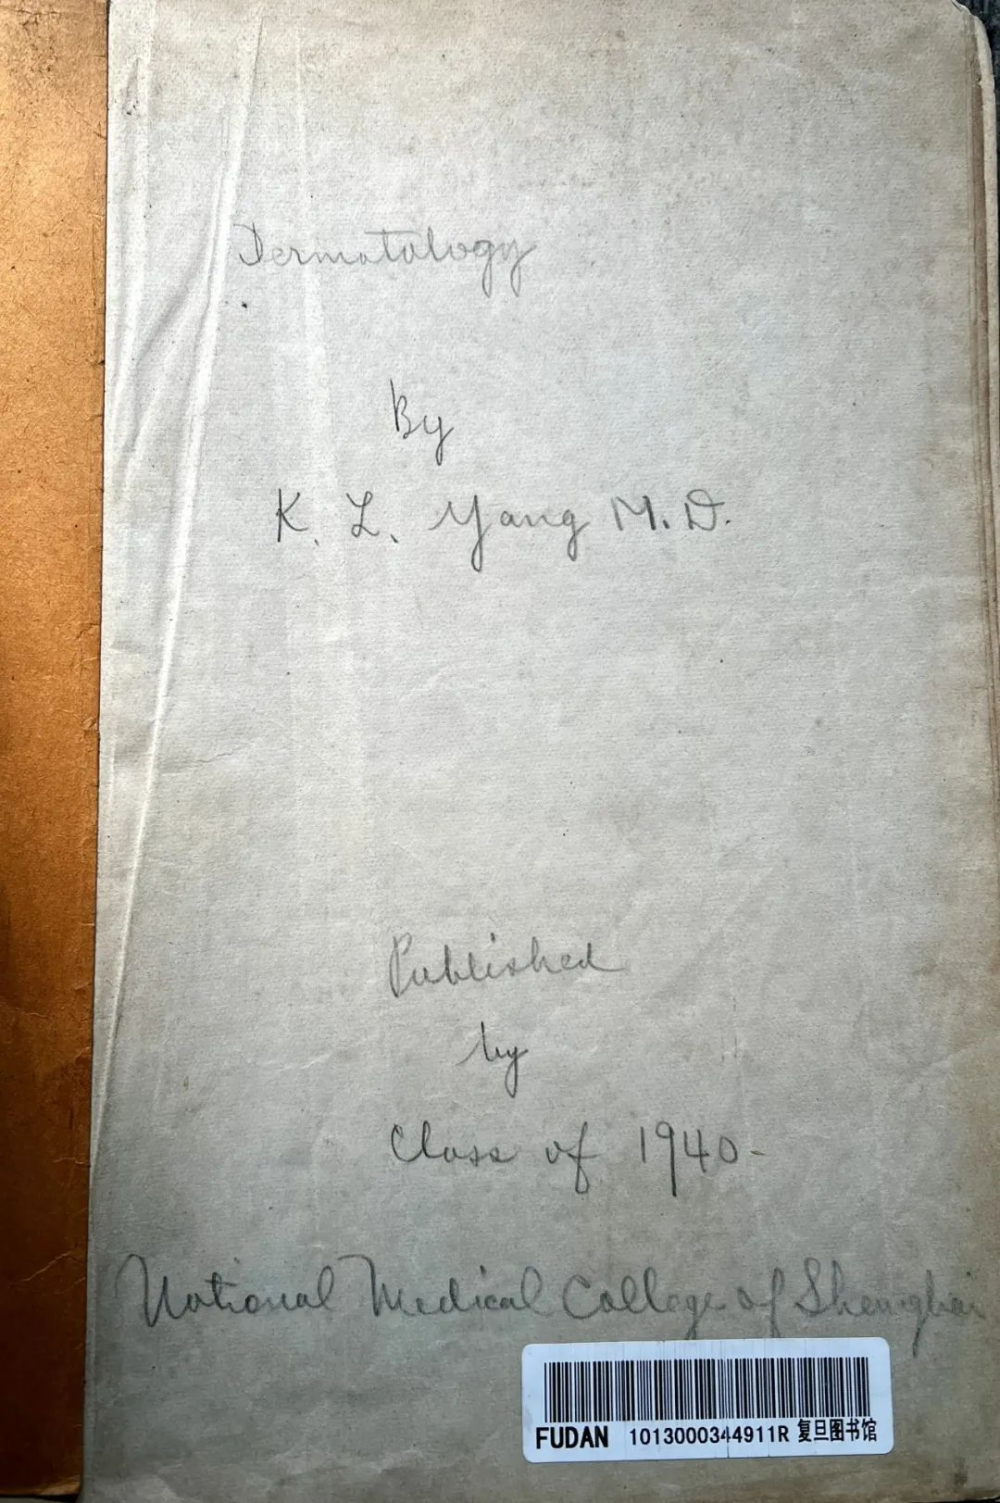 Dermatology
By
K. L. Yang M.D.
Published
by
Class of 1940-
National Medical College of Shanghai
FUDAN 1013000344911R 复旦图书馆